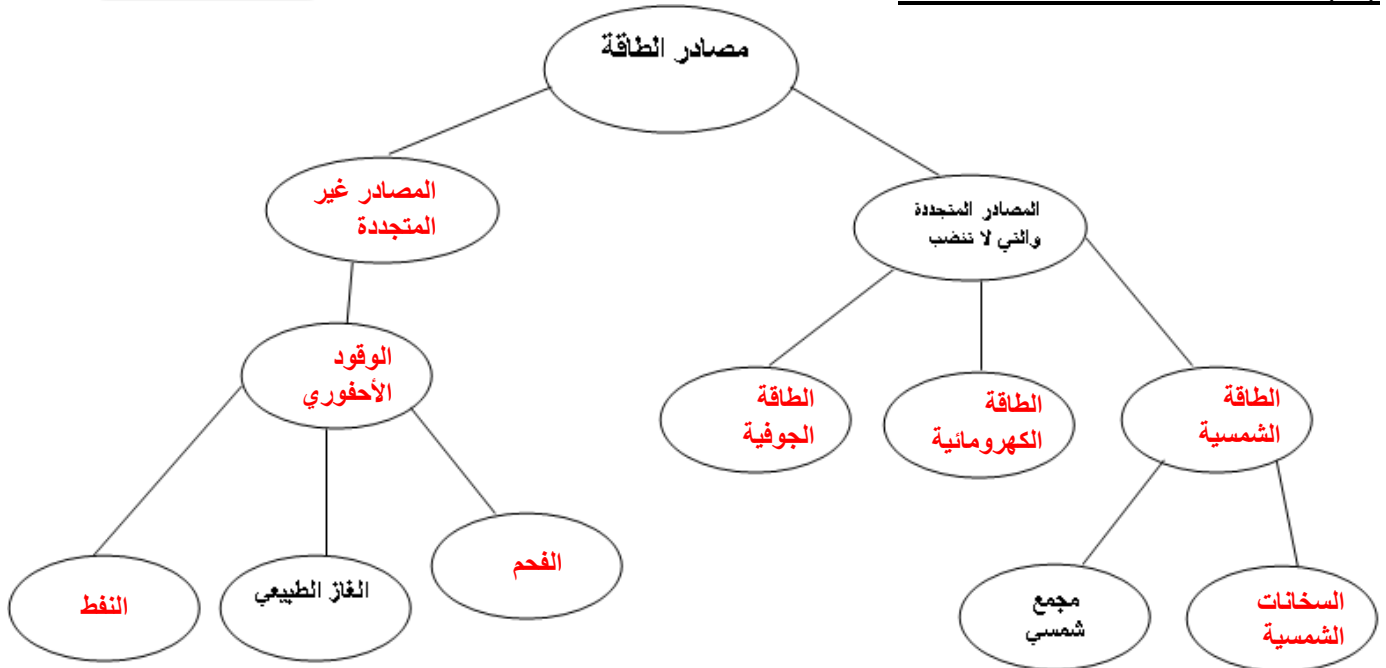 مصادر الطاقة
المصادر المتجددة
والتي لا تنضب
المصادر غير
المتجددة
الطاقة
الشمسية
الطاقة
الكهرومائية
الطاقة
الجوفية
الوقود
الأحفوري
السخانات
الشمسية
مجمع
شمسي
الفحم
الغاز الطبيعي
النفط